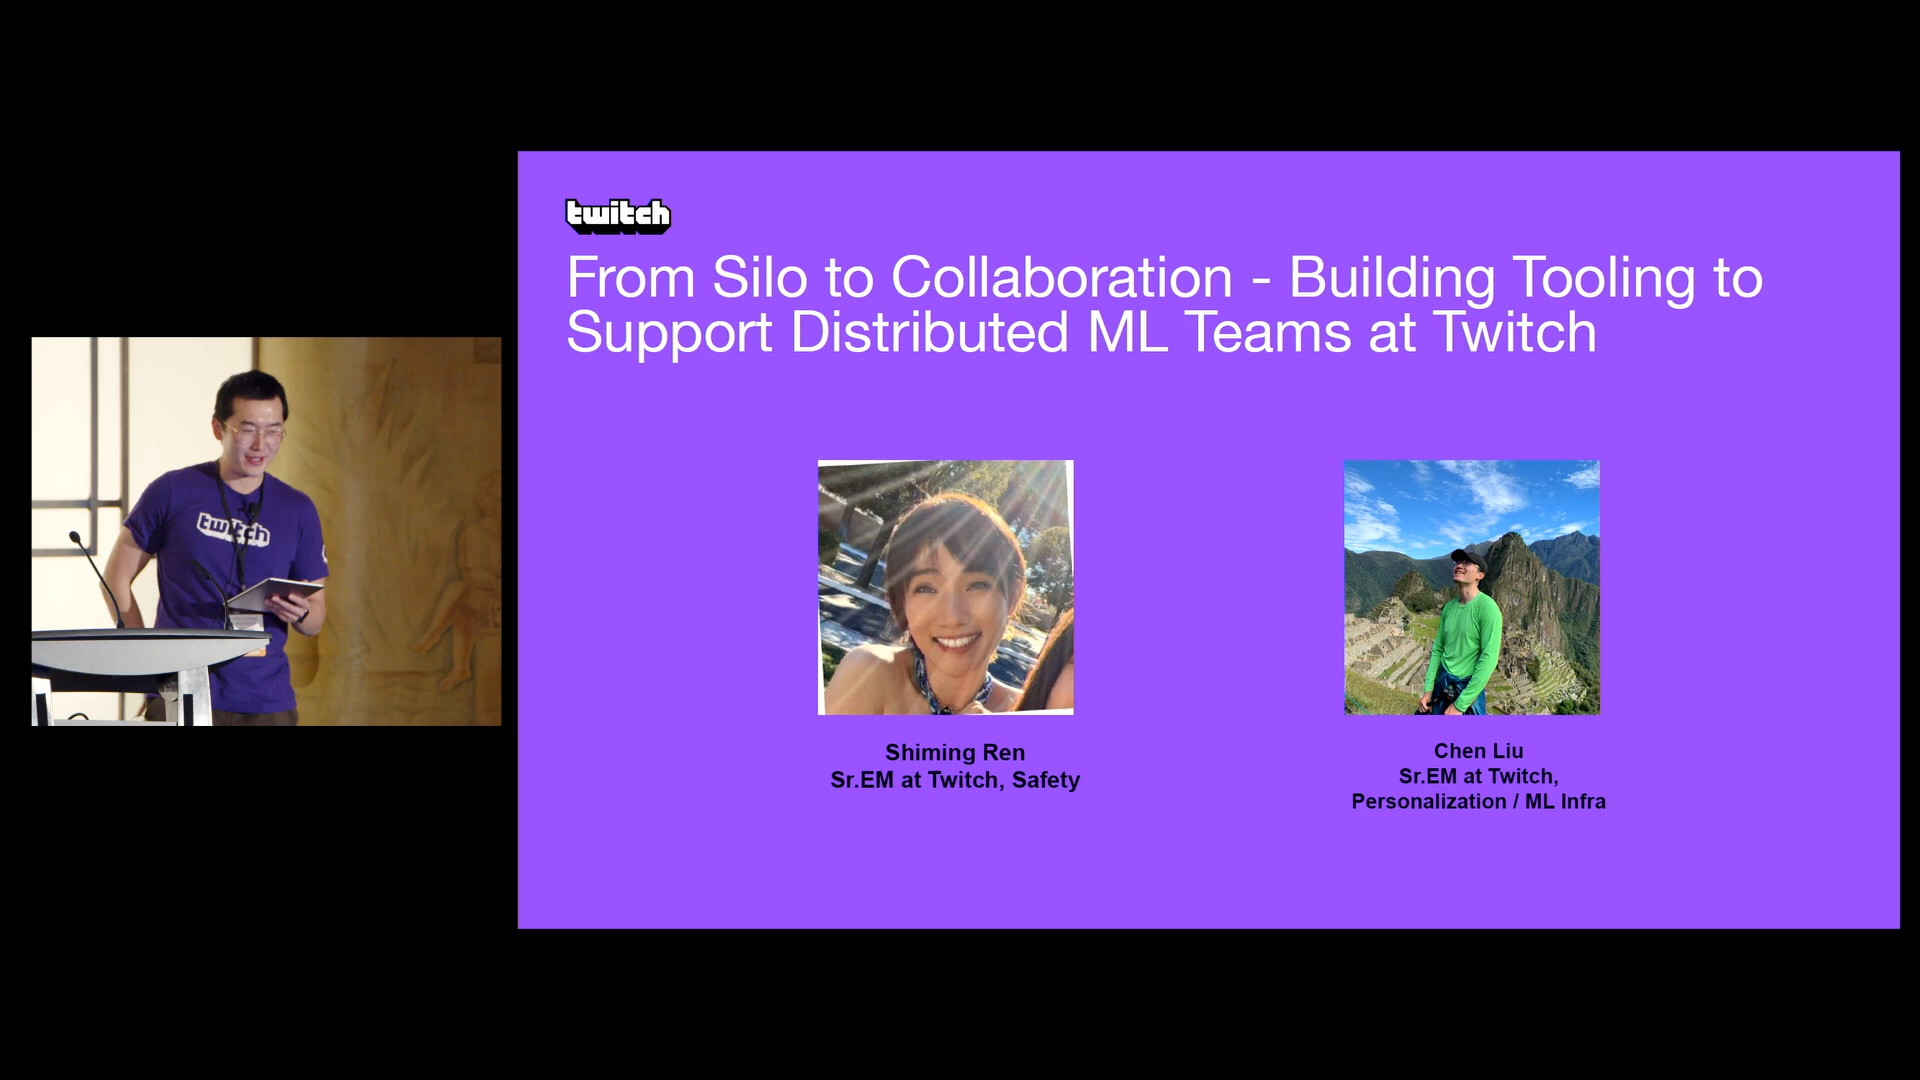 twitch
twitch
From Silo to Collaboration - Building Tooling to
Support Distributed ML Teams at Twitch
Shiming Ren
Sr.EM at Twitch, Safety
Chen Liu
Sr.EM at Twitch,
Personalization / ML Infra